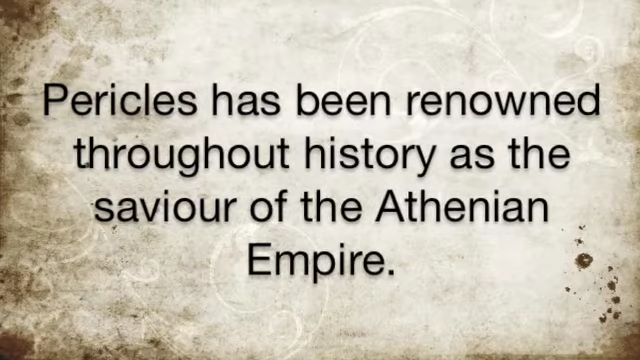 Pericles has been renowned
throughout history as the
saviour of the Athenian
Empire.